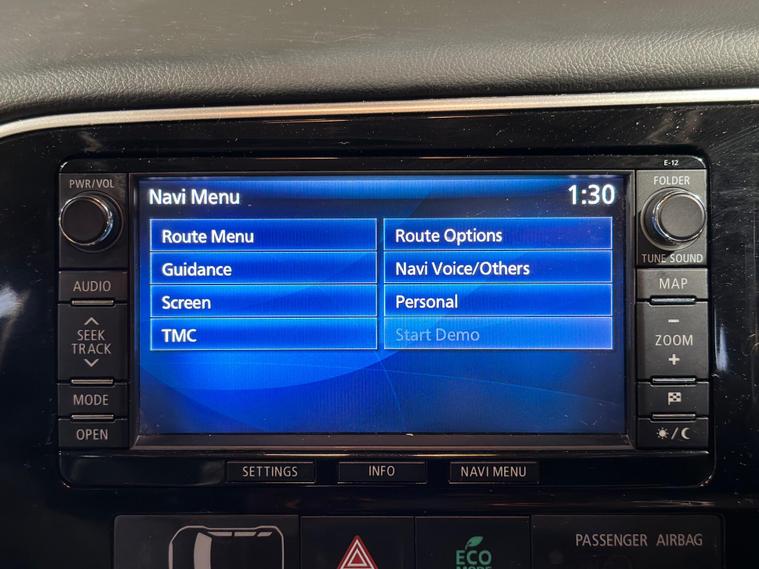 E-12
PWR/VOL
FOLDER
TUNE SOUND
Navi Menu 1:30
Route Menu Route Options
Guidance Navi Voice/Others
Screen Personal
TMC Start Demo
AUDIO
SEEK
TRACK
MODE
OPEN
MAP
ZOOM
SETTINGS INFO NAVI MENU
ECO
MODE
PASSENGER AIRBAG